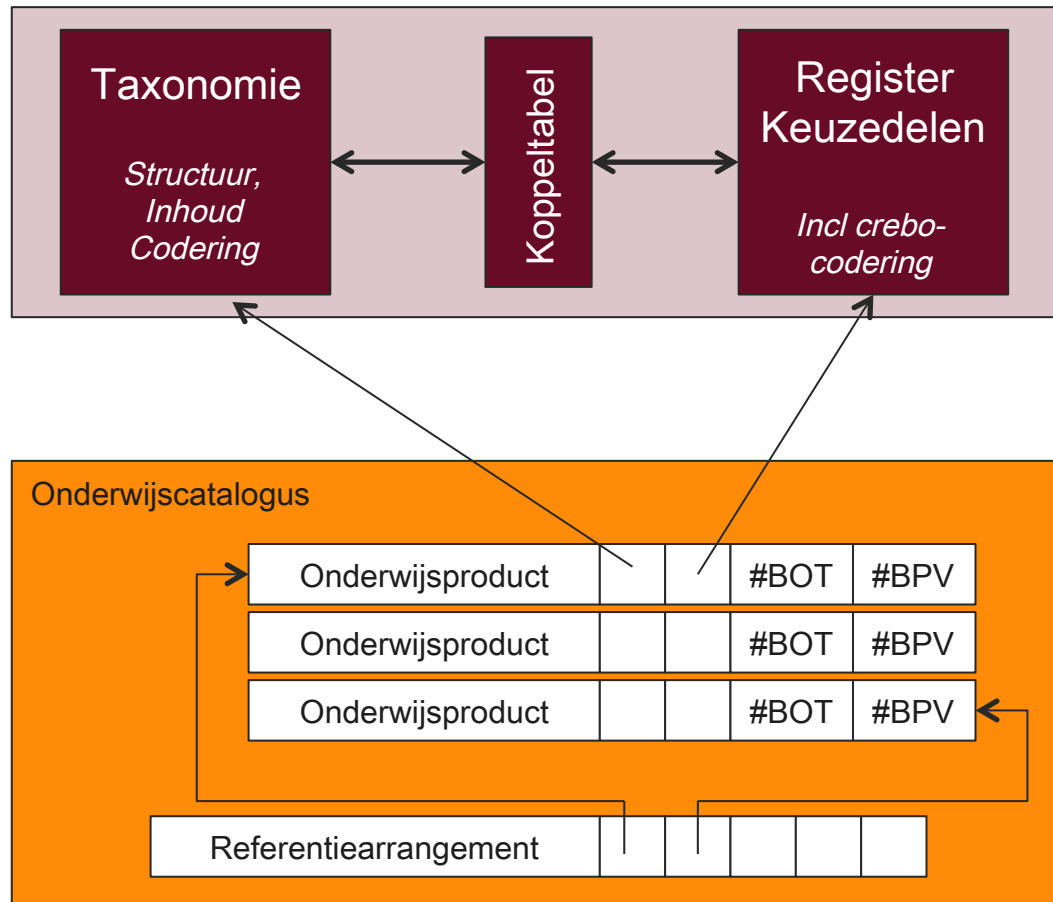 Taxonomie
Structuur,
Inhoud
Codering
Koppeltabel
Register
Keuzedelen
Incl crebo-
codering
Onderwijscatalogus
Onderwijsproduct #BOT #BPV
Onderwijsproduct #BOT #BPV
Onderwijsproduct #BOT #BPV
Referentiearrangement